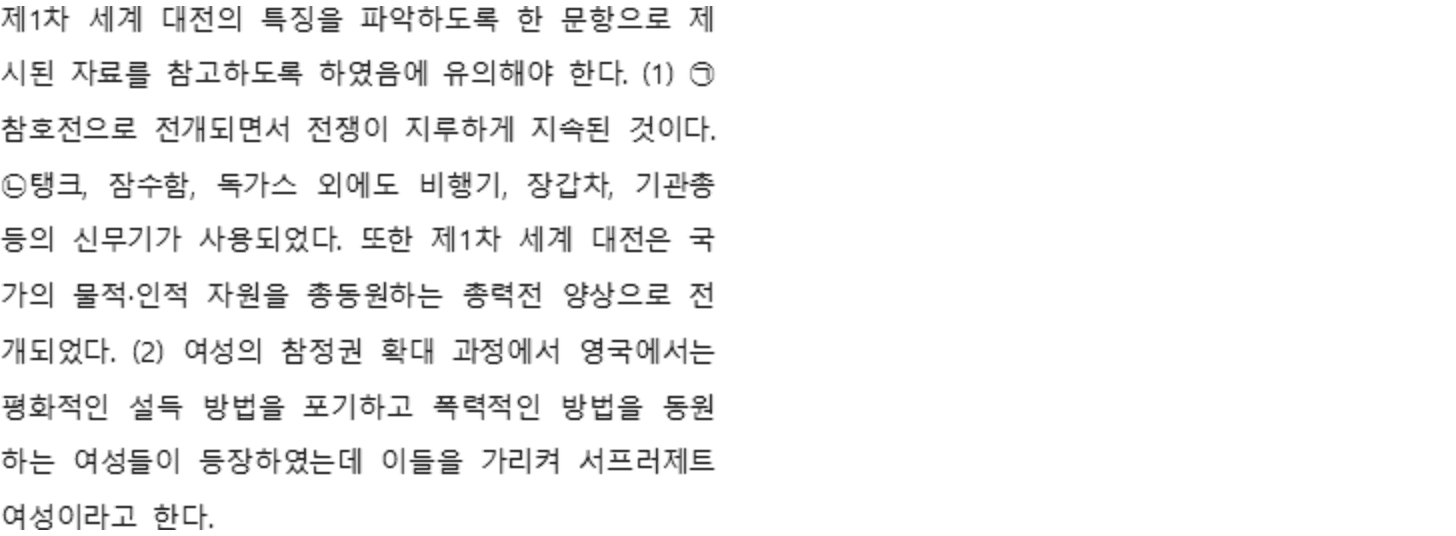 제1차 세계 대전의 특징을 파악하도록 한 문항으로 제
시된 자료를 참고하도록 하였음에 유의해야 한다. (1) ㉠
참호전으로 전개되면서 전쟁이 지루하게 지속된 것이다.
㉡탱크, 잠수함, 독가스 외에도 비행기, 장갑차, 기관총
등의 신무기가 사용되었다. 또한 제1차 세계 대전은 국
가의 물적·인적 자원을 총동원하는 총력전 양상으로 전
개되었다. (2) 여성의 참정권 확대 과정에서 영국에서는
평화적인 설득 방법을 포기하고 폭력적인 방법을 동원
하는 여성들이 등장하였는데 이들을 가리켜 서프러제트
여성이라고 한다.